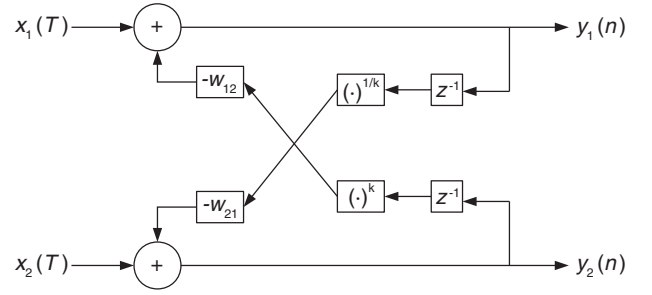 x₁(T) + y₁(n)
-w₁₂ (·)^1/k z⁻¹
-w₂₁ (·)^k z⁻¹
x₂(T) + y₂(n)